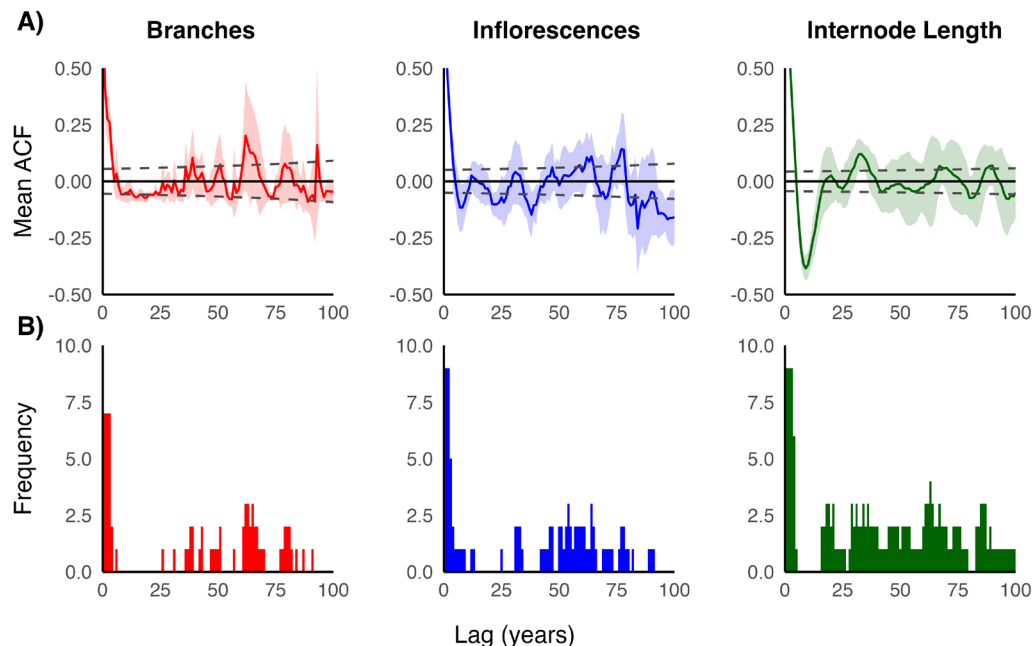 A)
Branches Inflorescences Internode Length
Mean ACF
0.50 0.50 0.50
0.25 0.25 0.25
0.00 0.00 0.00
-0.25 -0.25 -0.25
-0.50 -0.50 -0.50
0 25 50 75 100 0 25 50 75 100 0 25 50 75 100
B)
Frequency
10.0 10.0 10.0
7.5 7.5 7.5
5.0 5.0 5.0
2.5 2.5 2.5
0.0 0.0 0.0
0 25 50 75 100 0 25 50 75 100 0 25 50 75 100
Lag (years)